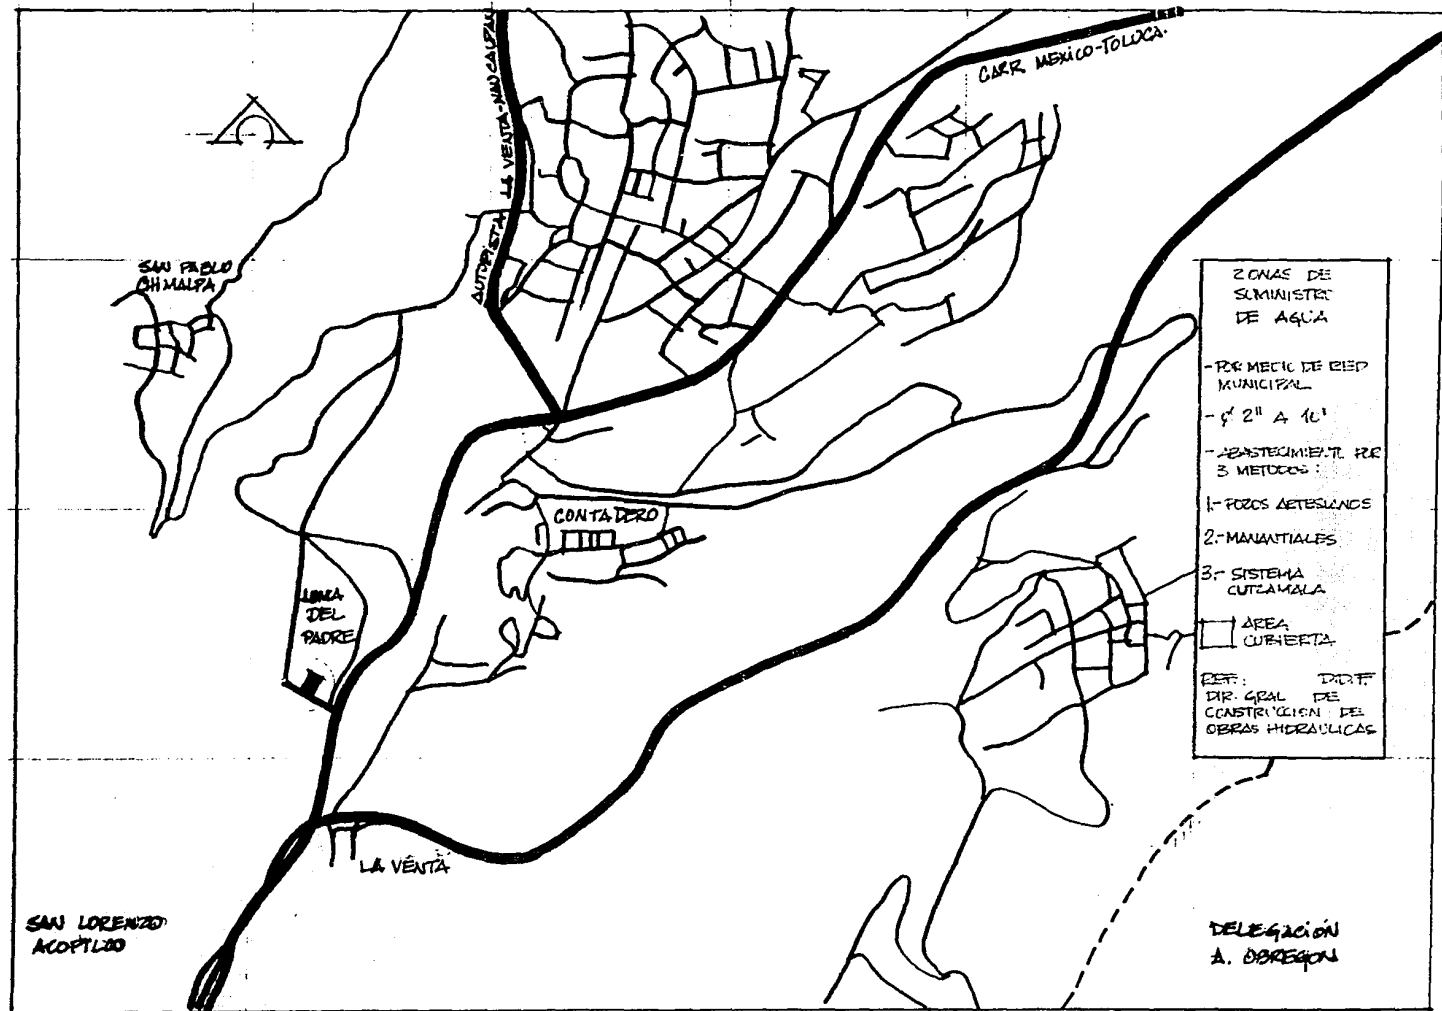 CARR MEXICO-TOLUCA.
AUTOPISTA LA VENTA-NAUCALPAN
SAN PABLO
CHIMALPA
ZONAS DE
SUMINISTRO
DE AGUA
- POR MEDIO DE RED
MUNICIPAL
- ¢ 2" A
- ABASTECIMIENTO POR
3 METODOS:
1.- POZOS ARTESIANOS
2.- MANANTIALES
3.- SISTEMA
CUTZAMALA
AREA
CUBIERTA
REF: D.D.F.
DIR. GRAL DE
CONSTRUCCION DE
OBRAS HIDRAULICAS
CONTADERO
LOMA
DEL
PADRE
LA VENTA
SAN LORENZO
ACOPILCO
DELEGACIÓN
A. OBREGON